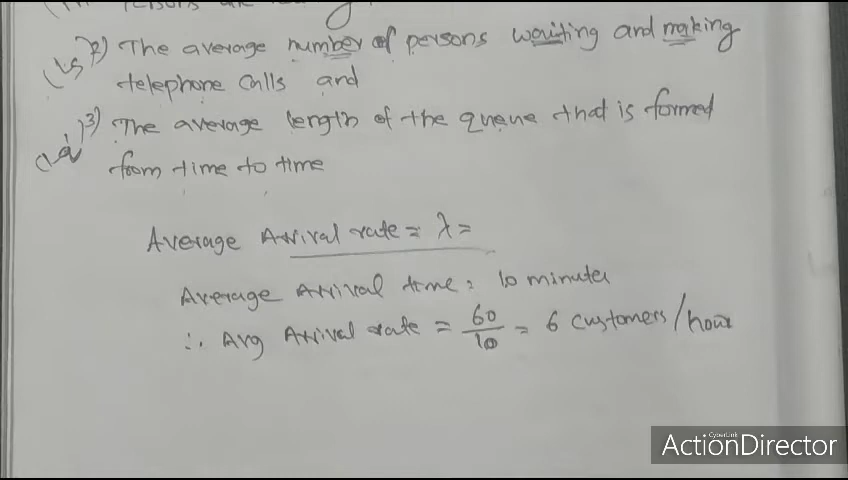 2) The average number of persons waiting and making
(Ls
telephone calls and
3) The average length of the queue that is formed
from time to time
Average Arrival rate = λ =
Average Arrival time = 10 minutes
∴ Avg Arrival rate = 60/10 = 6 customers/hour
CyberLink
ActionDirector